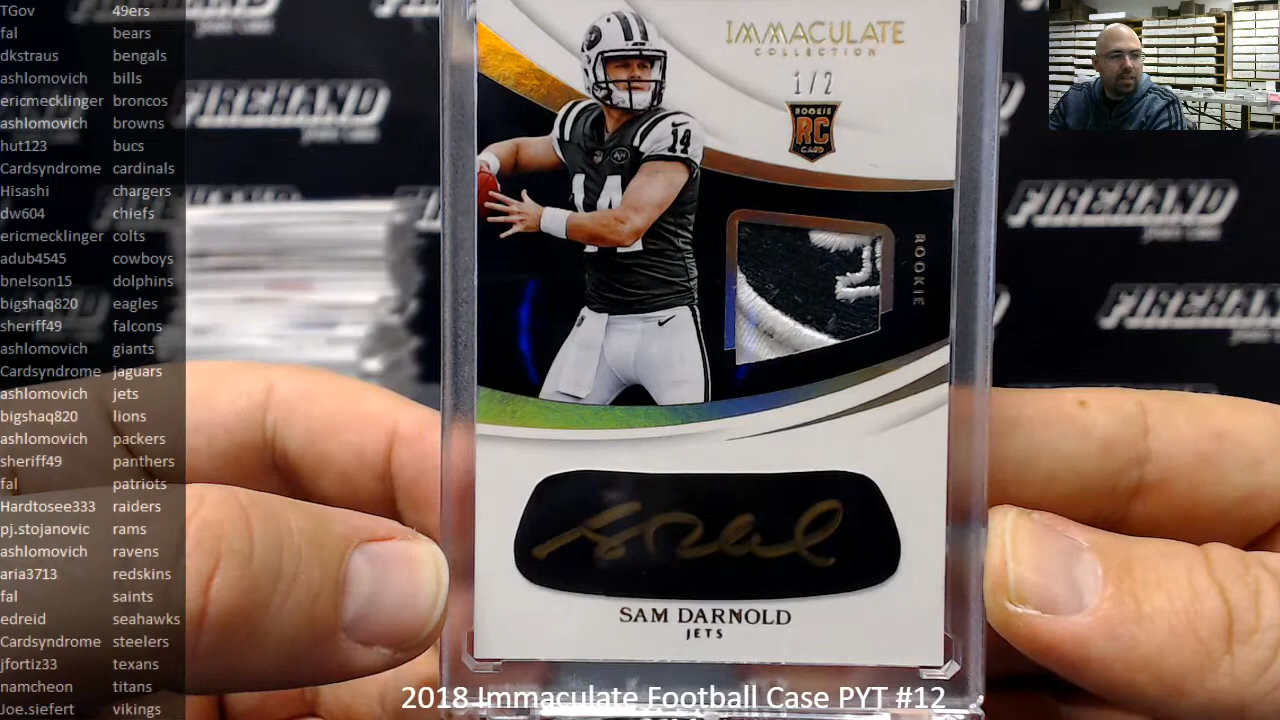 TGov 49ers
fal bears
dkstraus bengals
ashlomovich bills
ericmecklinger broncos
ashlomovich browns
hut123 bucs
Cardsyndrome cardinals
Hisashi chargers
dw604 chiefs
ericmecklinger colts
adub4545 cowboys
bnelson15 dolphins
bigshaq820 eagles
sheriff49 falcons
ashlomovich giants
Cardsyndrome jaguars
ashlomovich jets
bigshaq820 lions
ashlomovich packers
sheriff49 panthers
fal patriots
Hardtosee333 raiders
pj.stojanovic rams
ashlomovich ravens
aria3713 redskins
fal saints
edreid seahawks
Cardsyndrome steelers
jfortiz33 texans
namcheon titans
Joe.siefert vikings
FIREHAND
FIREHAND
FIREHAND
IMMACULATE
COLLECTION
1/2
ROOKIE
RC
CARD
14
14
ROOKIE
SAM DARNOLD
JETS
2018 Immaculate Football Case PYT #12